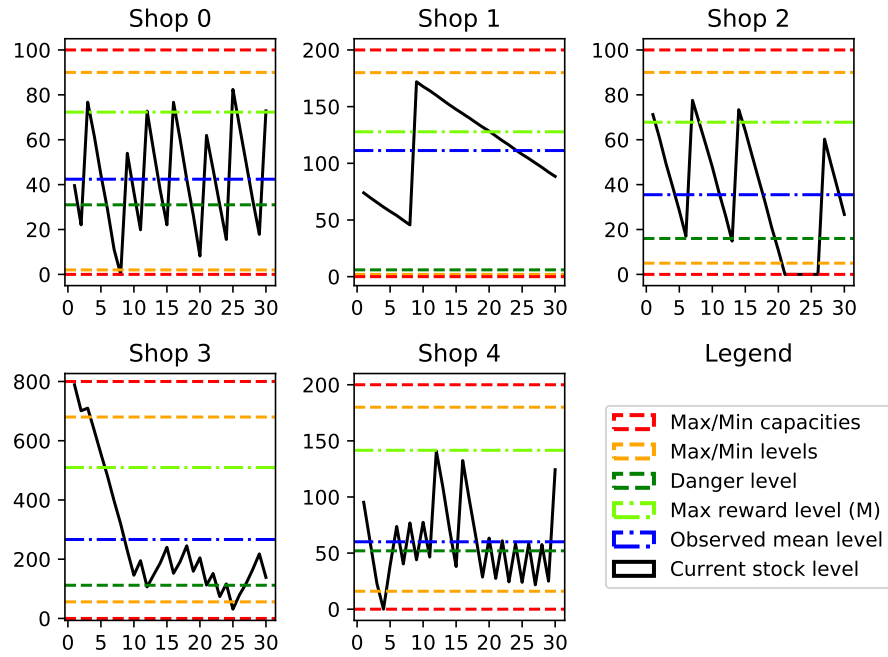 Shop 0
Shop 1
Shop 2
100
80
60
40
20
0
0 5 10 15 20 25 30
200
150
100
50
0
0 5 10 15 20 25 30
100
80
60
40
20
0
0 5 10 15 20 25 30
Shop 3
Shop 4
Legend
800
600
400
200
0
0 5 10 15 20 25 30
200
150
100
50
0
0 5 10 15 20 25 30
Max/Min capacities
Max/Min levels
Danger level
Max reward level (M)
Observed mean level
Current stock level